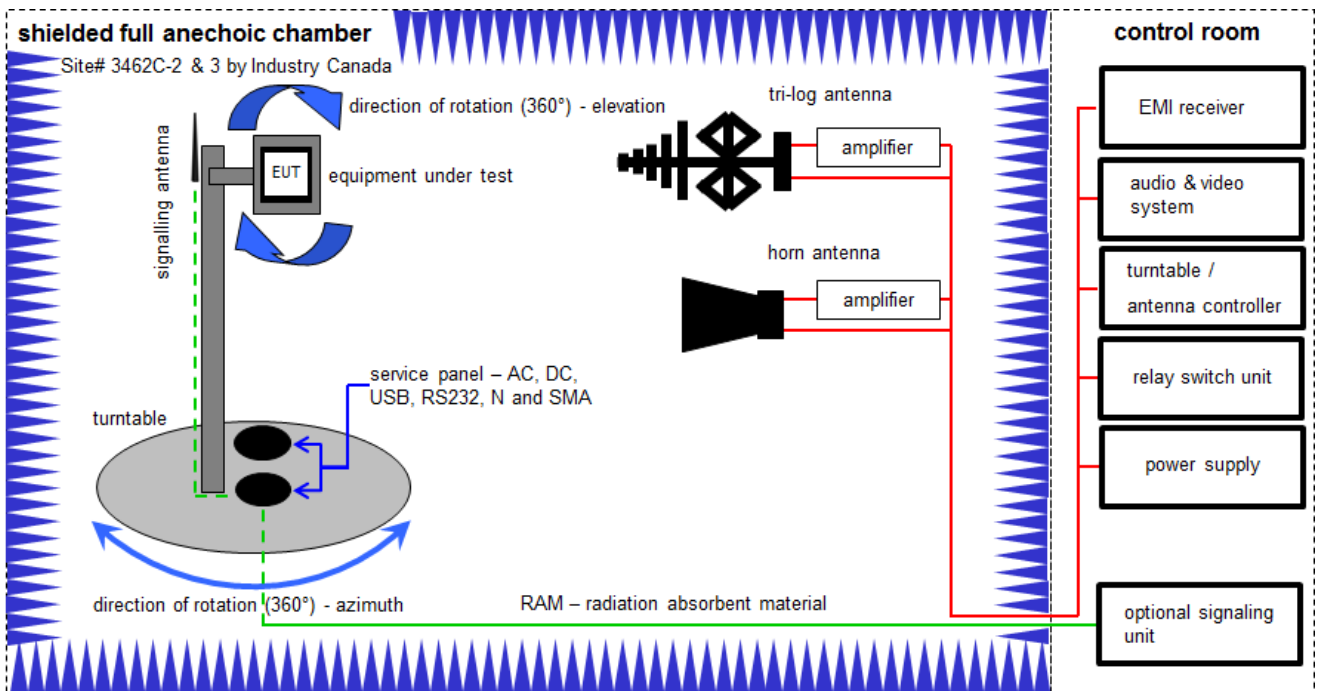 shielded full anechoic chamber
Site# 3462C-2 & 3 by Industry Canada
direction of rotation (360°) - elevation
signalling antenna
EUT
equipment under test
tri-log antenna
amplifier
horn antenna
amplifier
service panel – AC, DC,
USB, RS232, N and SMA
turntable
direction of rotation (360°) - azimuth
RAM – radiation absorbent material
control room
EMI receiver
audio & video
system
turntable /
antenna controller
relay switch unit
power supply
optional signaling
unit